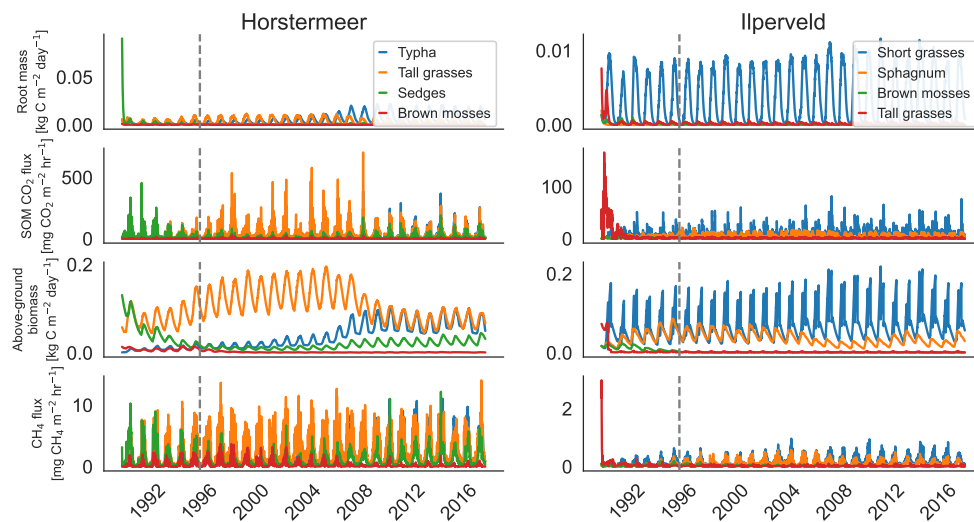 Horstermeer
Ilperveld
Root mass
[kg C m⁻² day⁻¹]
0.05
0.00
Typha
Tall grasses
Sedges
Brown mosses
0.01
0.00
Short grasses
Sphagnum
Brown mosses
Tall grasses
SOM CO₂ flux
[mg CO₂ m⁻² hr⁻¹]
500
0
100
0
Above-ground
biomass
[kg C m⁻² day⁻¹]
0.2
0.0
0.2
0.0
CH₄ flux
[mg CH₄ m⁻² hr⁻¹]
10
0
2
0
1992 1996 2000 2004 2008 2012 2016
1992 1996 2000 2004 2008 2012 2016